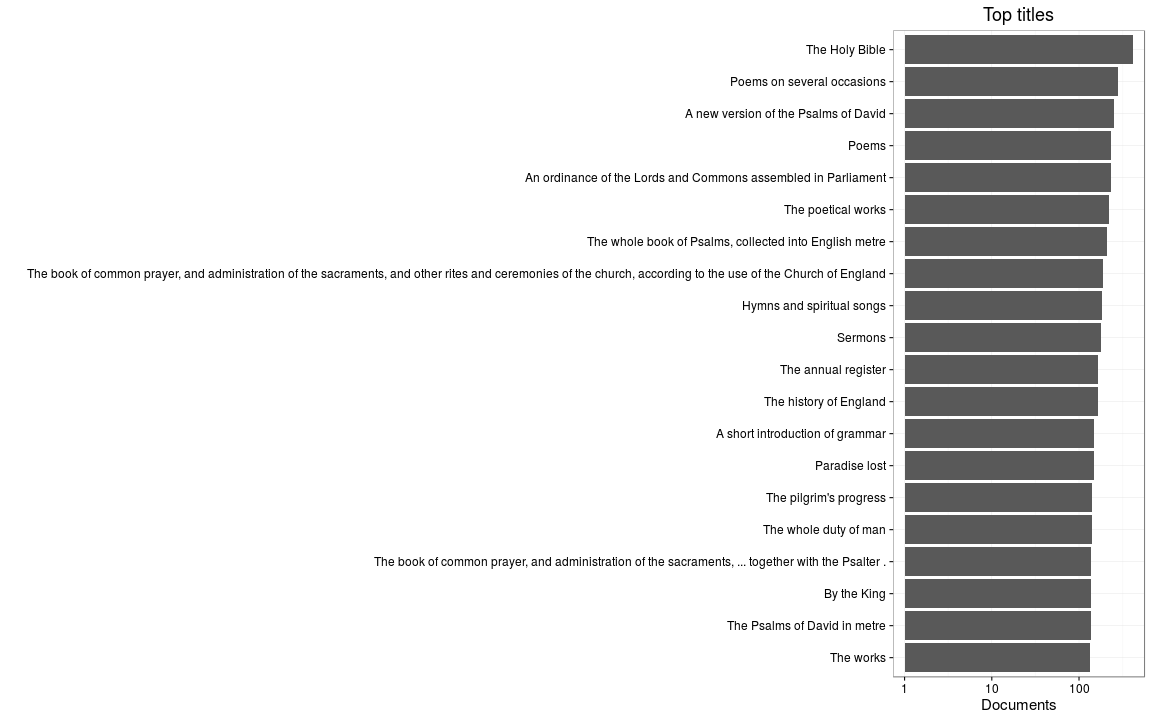 Top titles
The Holy Bible
Poems on several occasions
A new version of the Psalms of David
Poems
An ordinance of the Lords and Commons assembled in Parliament
The poetical works
The whole book of Psalms, collected into English metre
The book of common prayer, and administration of the sacraments, and other rites and ceremonies of the church, according to the use of the Church of England
Hymns and spiritual songs
Sermons
The annual register
The history of England
A short introduction of grammar
Paradise lost
The pilgrim's progress
The whole duty of man
The book of common prayer, and administration of the sacraments, ... together with the Psalter .
By the King
The Psalms of David in metre
The works
1 10 100
Documents